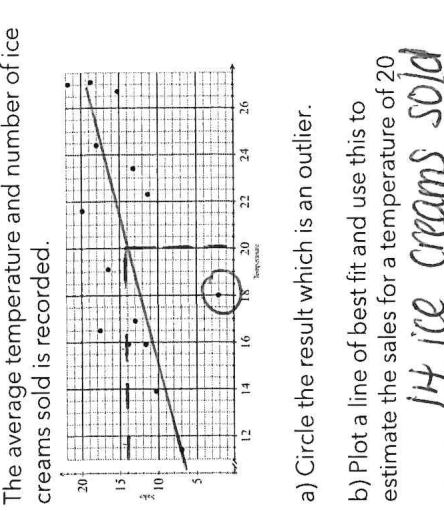 The average temperature and number of ice
creams sold is recorded.
20
15
10
5
12
14
16
18
20
22
24
26
Temperature
a) Circle the result which is an outlier.
b) Plot a line of best fit and use this to
estimate the sales for a temperature of 20
14 ice creams sold